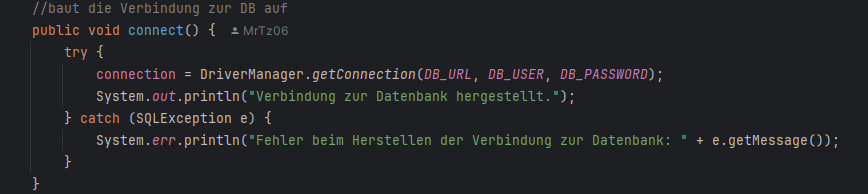 //baut die Verbindung zur DB auf
public void connect() { MrTz06
try {
connection = DriverManager.getConnection(DB_URL, DB_USER, DB_PASSWORD);
System.out.println("Verbindung zur Datenbank hergestellt.");
} catch (SQLException e) {
System.err.println("Fehler beim Herstellen der Verbindung zur Datenbank: " + e.getMessage());
}
}